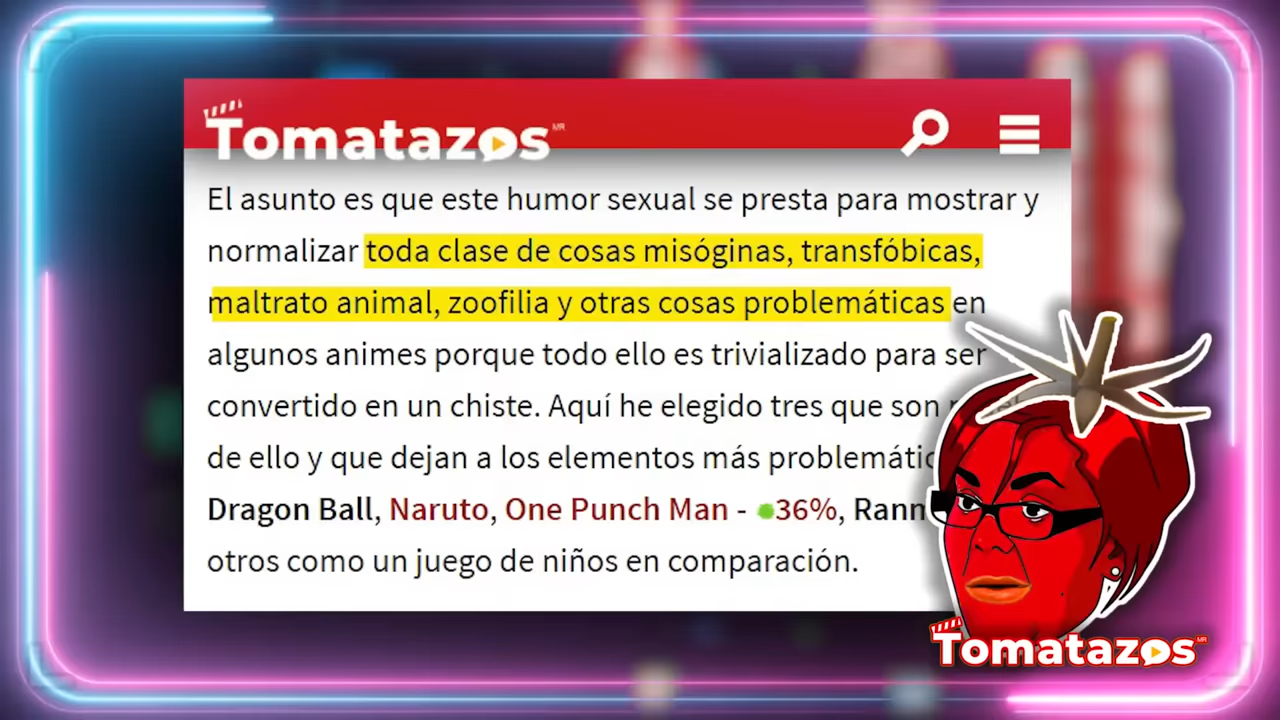 Tomatazos MR
El asunto es que este humor sexual se presta para mostrar y
normalizar toda clase de cosas misóginas, transfóbicas,
maltrato animal, zoofilia y otras cosas problemáticas en
algunos animes porque todo ello es trivializado para ser
convertido en un chiste. Aquí he elegido tres que son
de ello y que dejan a los elementos más
Dragon Ball, Naruto, One Punch Man - 36%,
otros como un juego de niños en comparación.
Tomatazos MR